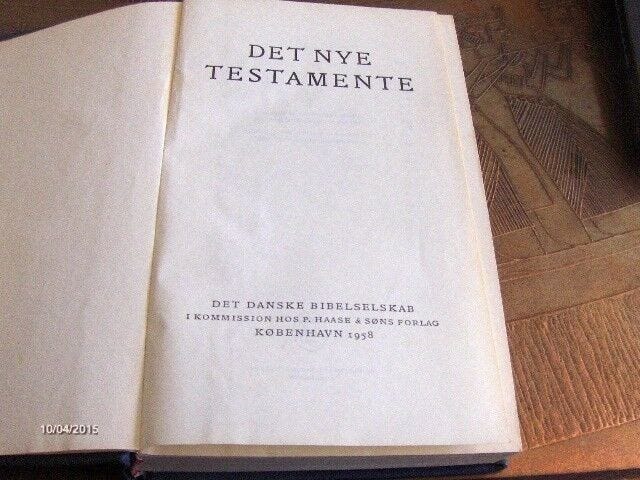 DET NYE
TESTAMENTE
DET DANSKE BIBELSELSKAB
I KOMMISSION HOS P. HAASE & SØNS FORLAG
KØBENHAVN 1958
10/04/2015